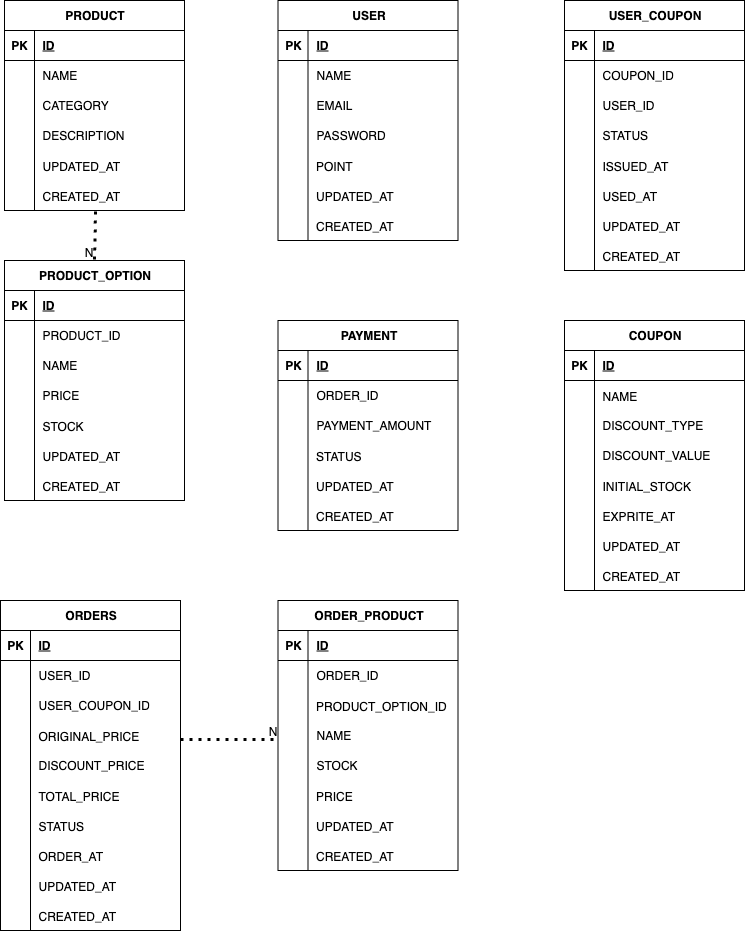 PRODUCT
PK ID
NAME
CATEGORY
DESCRIPTION
UPDATED_AT
CREATED_AT
N
PRODUCT_OPTION
PK ID
PRODUCT_ID
NAME
PRICE
STOCK
UPDATED_AT
CREATED_AT
USER
PK ID
NAME
EMAIL
PASSWORD
POINT
UPDATED_AT
CREATED_AT
USER_COUPON
PK ID
COUPON_ID
USER_ID
STATUS
ISSUED_AT
USED_AT
UPDATED_AT
CREATED_AT
PAYMENT
PK ID
ORDER_ID
PAYMENT_AMOUNT
STATUS
UPDATED_AT
CREATED_AT
COUPON
PK ID
NAME
DISCOUNT_TYPE
DISCOUNT_VALUE
INITIAL_STOCK
EXPRITE_AT
UPDATED_AT
CREATED_AT
ORDERS
PK ID
USER_ID
USER_COUPON_ID
ORIGINAL_PRICE
DISCOUNT_PRICE
TOTAL_PRICE
STATUS
ORDER_AT
UPDATED_AT
CREATED_AT
N
ORDER_PRODUCT
PK ID
ORDER_ID
PRODUCT_OPTION_ID
NAME
STOCK
PRICE
UPDATED_AT
CREATED_AT